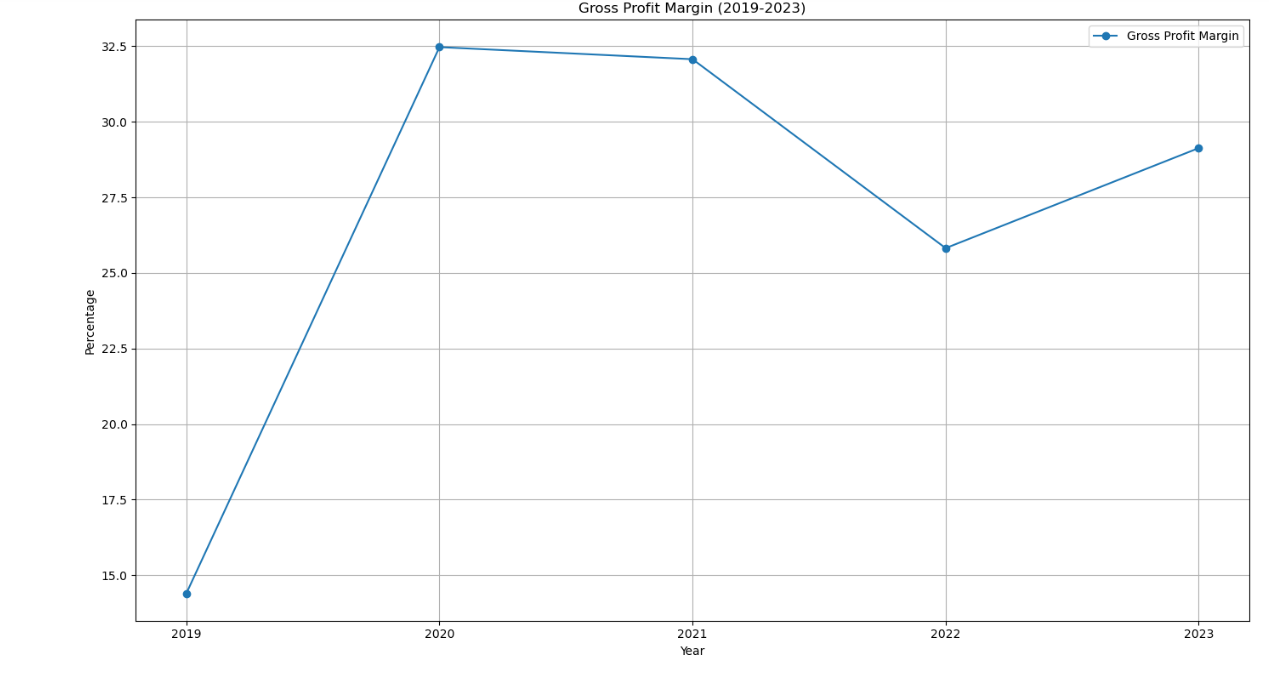 Gross Profit Margin (2019-2023)
Gross Profit Margin
32.5
30.0
27.5
25.0
22.5
20.0
17.5
15.0
Percentage
2019 2020 2021 2022 2023
Year